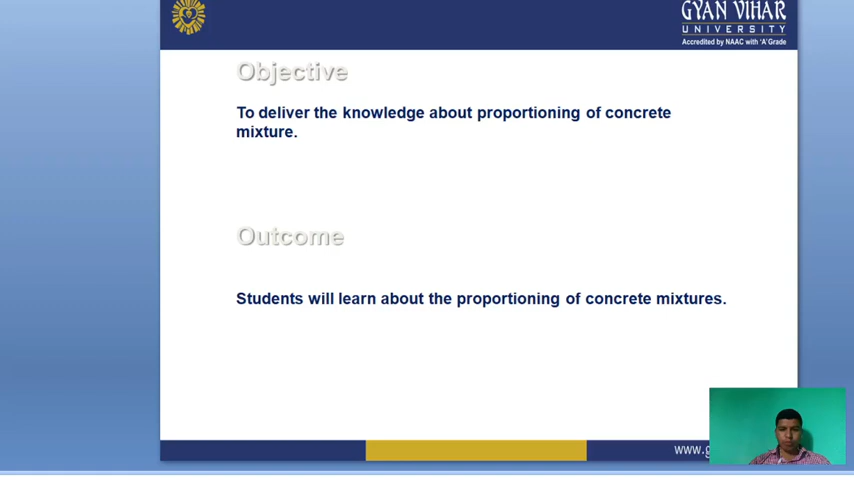 GYAN VIHAR
UNIVERSITY
Accredited by NAAC with 'A' Grade
Objective
To deliver the knowledge about proportioning of concrete
mixture.
Outcome
Students will learn about the proportioning of concrete mixtures.
www.g